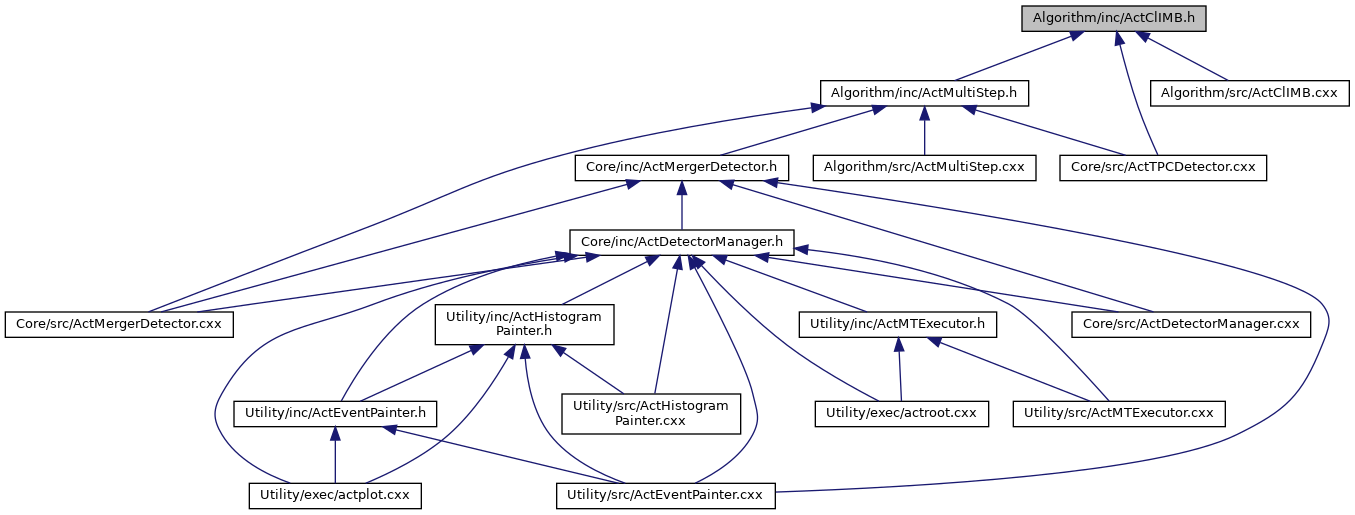 Algorithm/inc/ActClIMB.h
Algorithm/inc/ActMultiStep.h
Algorithm/src/ActClIMB.cxx
Core/inc/ActMergerDetector.h
Algorithm/src/ActMultiStep.cxx
Core/src/ActTPCDetector.cxx
Core/inc/ActDetectorManager.h
Core/src/ActMergerDetector.cxx
Utility/inc/ActHistogram
Painter.h
Utility/inc/ActMTExecutor.h
Core/src/ActDetectorManager.cxx
Utility/inc/ActEventPainter.h
Utility/src/ActHistogram
Painter.cxx
Utility/exec/actroot.cxx
Utility/src/ActMTExecutor.cxx
Utility/exec/actplot.cxx
Utility/src/ActEventPainter.cxx